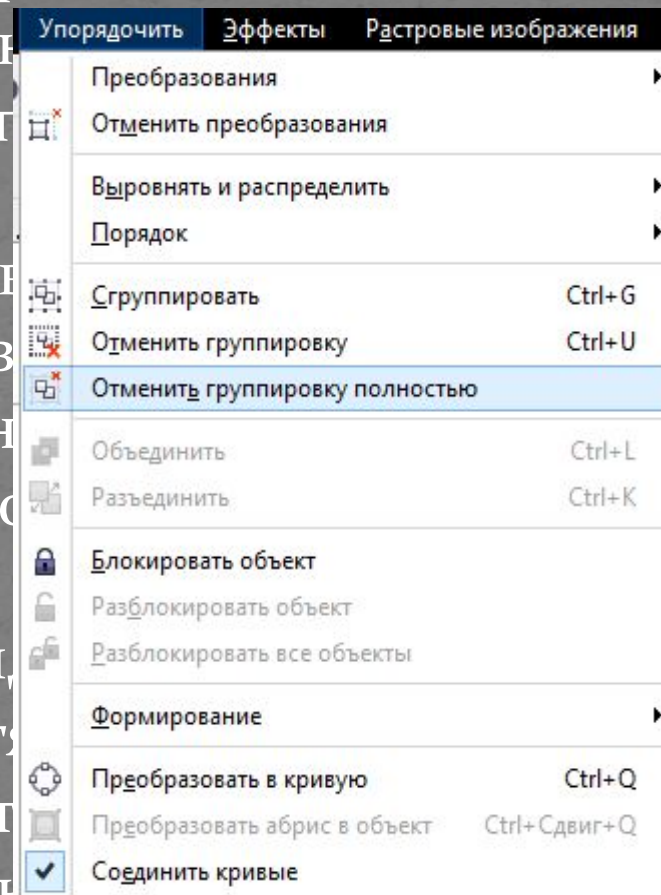 Упорядочить Эффекты Растровые изображения
Преобразования
Отменить преобразования
Выровнять и распределить
Порядок
Сгруппировать Ctrl+G
Отменить группировку Ctrl+U
Отменить группировку полностью
Объединить Ctrl+L
Разъединить Ctrl+K
Блокировать объект
Разблокировать объект
Разблокировать все объекты
Формирование
Преобразовать в кривую Ctrl+Q
Преобразовать абрис в объект Ctrl+Сдвиг+Q
Соединить кривые